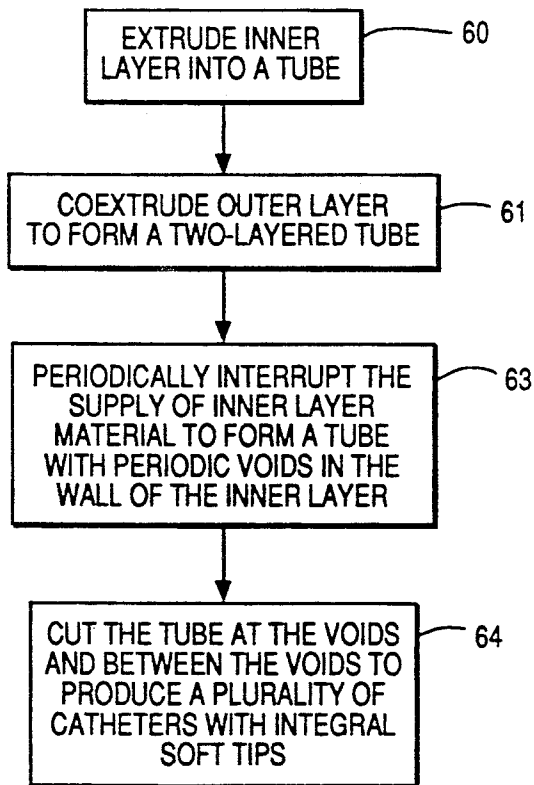 EXTRUDE INNER
LAYER INTO A TUBE
60
COEXTRUDE OUTER LAYER
TO FORM A TWO-LAYERED TUBE
61
PERIODICALLY INTERRUPT THE
SUPPLY OF INNER LAYER
MATERIAL TO FORM A TUBE
WITH PERIODIC VOIDS IN THE
WALL OF THE INNER LAYER
63
CUT THE TUBE AT THE VOIDS
AND BETWEEN THE VOIDS TO
PRODUCE A PLURALITY OF
CATHETERS WITH INTEGRAL
SOFT TIPS
64